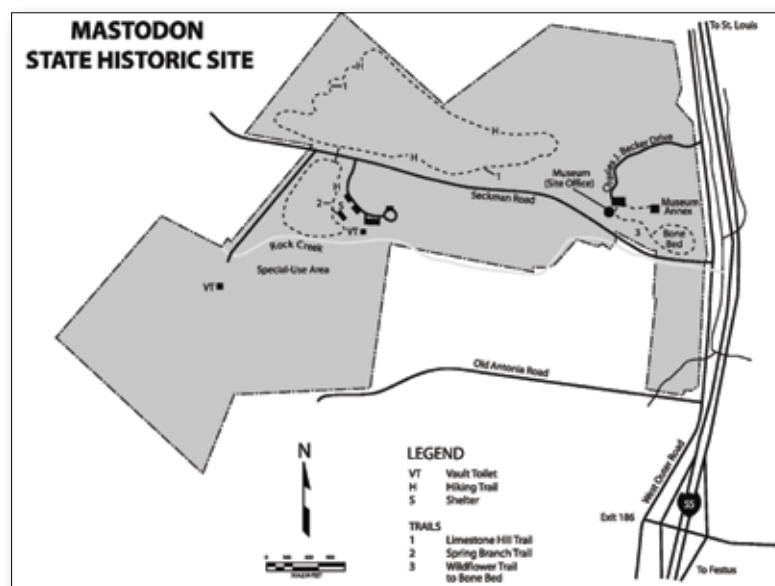 MASTODON
STATE HISTORIC SITE
To St. Louis
H
1
H
H
1
Charles J. Becker Drive
Museum
(Site Office)
Museum
Annex
Seckman Road
H
2
S
VT
3
Bone
Bed
Rock Creek
Special-Use Area
VT
Old Antonia Road
West Outer Road
N
LEGEND
VT Vault Toilet
H Hiking Trail
S Shelter
TRAILS
1 Limestone Hill Trail
2 Spring Branch Trail
3 Wildflower Trail
to Bone Bed
55
Exit 186
To Festus